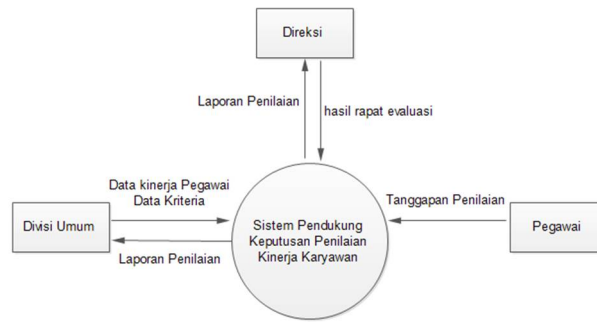 Direksi
Laporan Penilaian
hasil rapat evaluasi
Data kinerja Pegawai
Data Kriteria
Tanggapan Penilaian
Divisi Umum
Sistem Pendukung
Keputusan Penilaian
Kinerja Karyawan
Pegawai
Laporan Penilaian